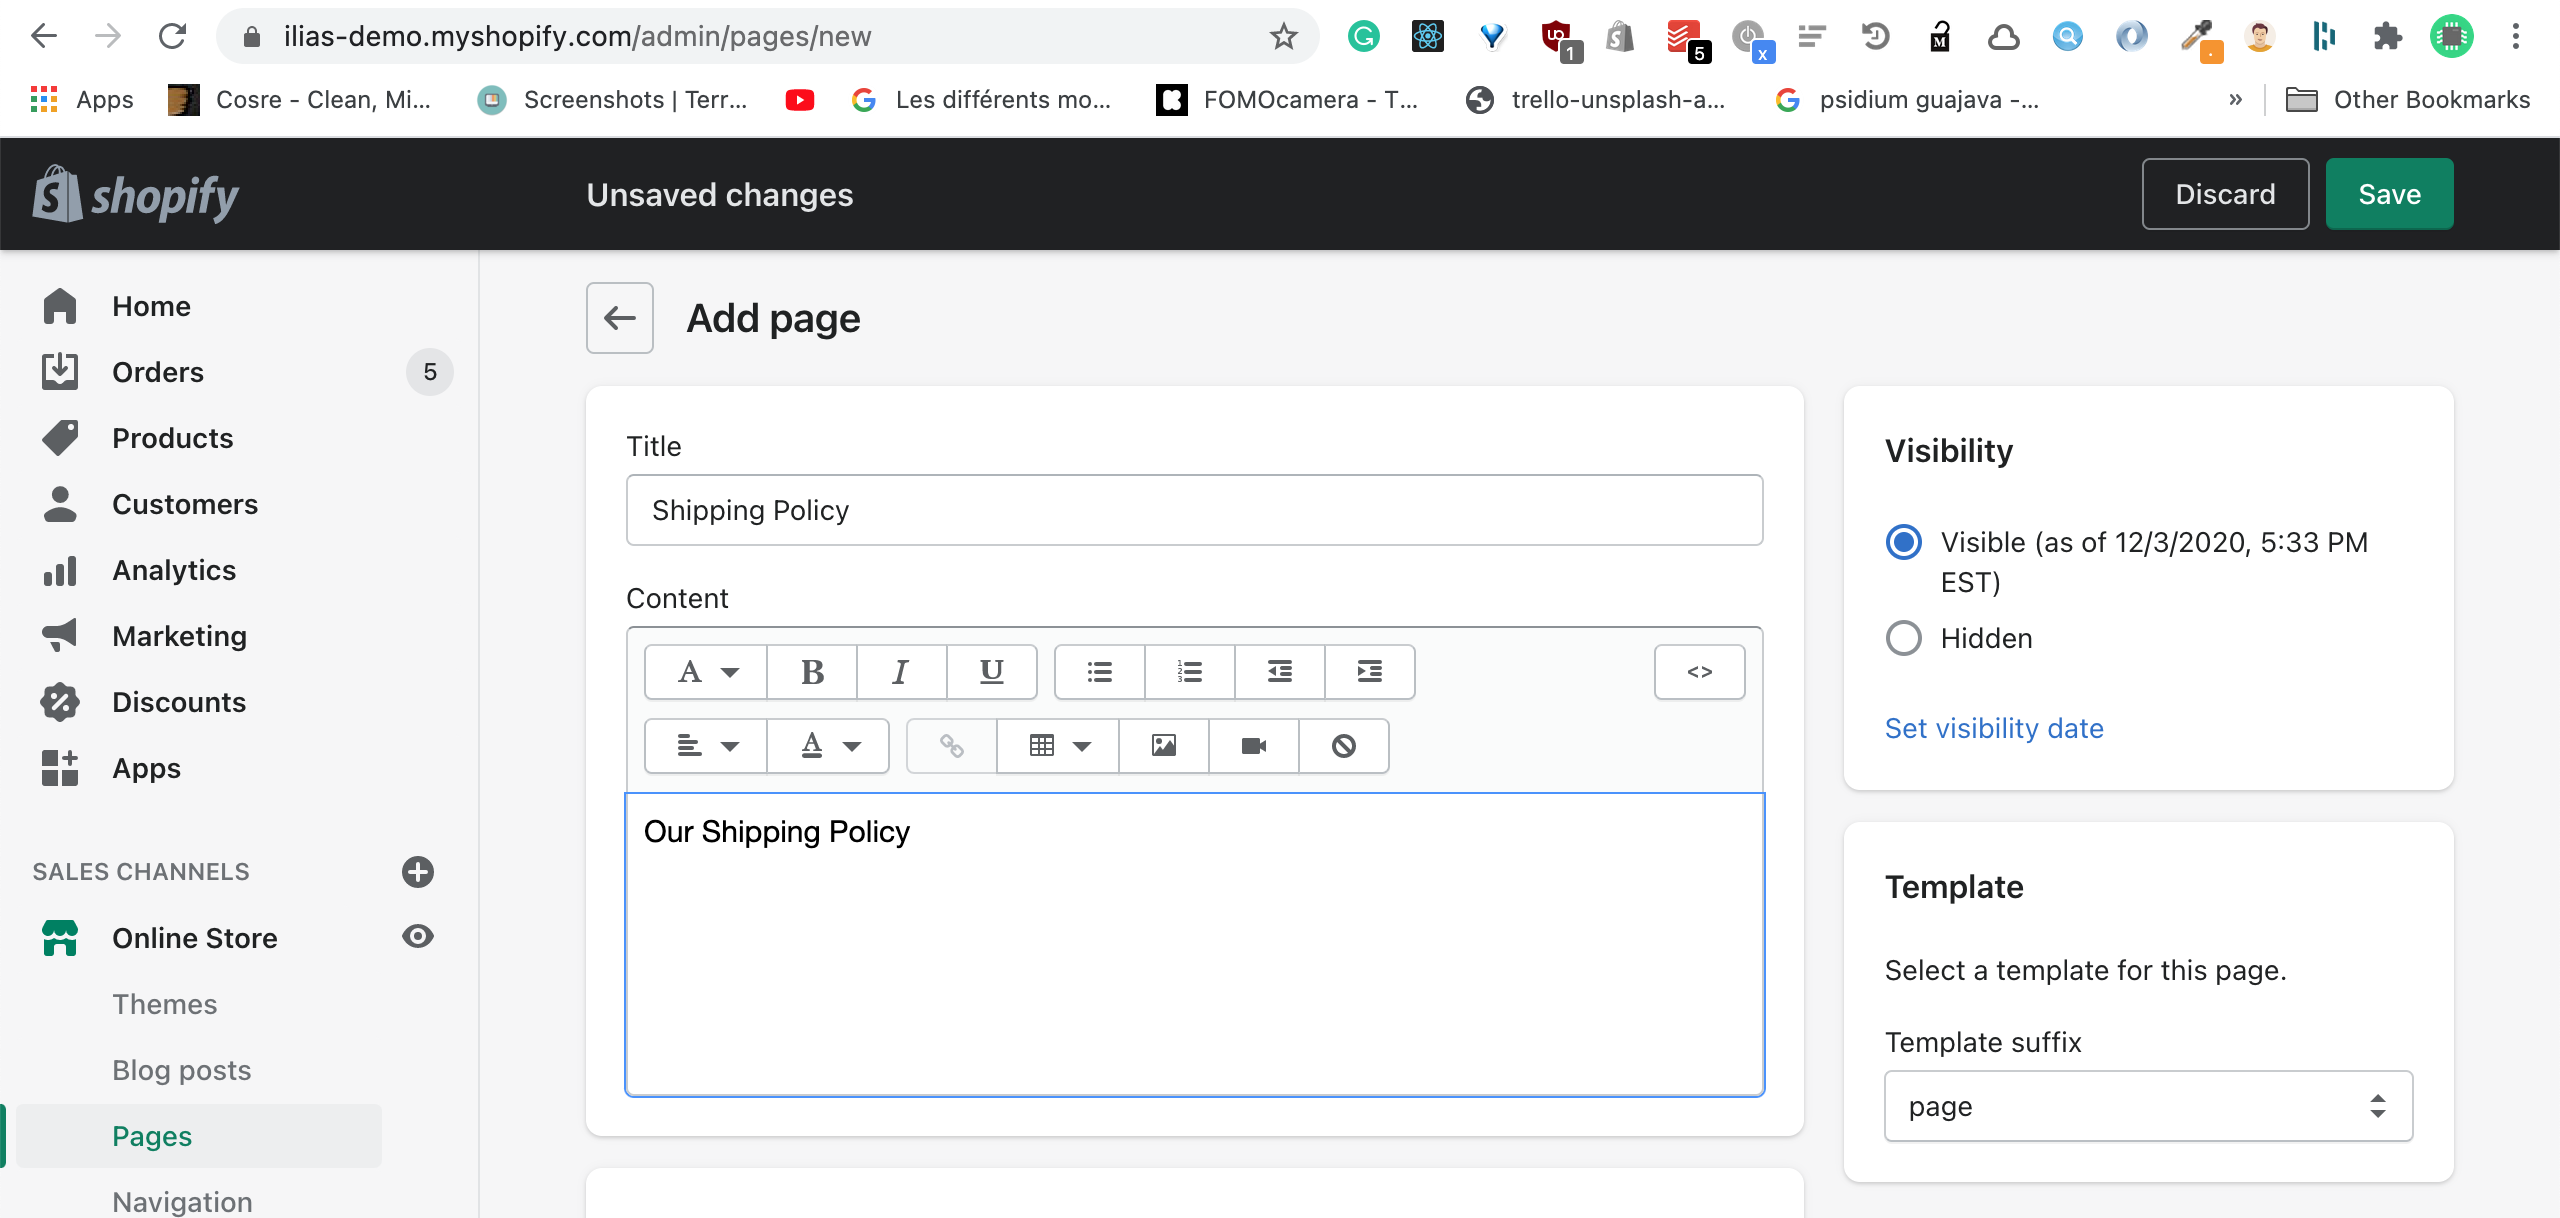 ilias-demo.myshopify.com/admin/pages/new
1
5
x
M
Apps
Cosre - Clean, Mi...
Screenshots | Terr...
Les différents mo...
FOMOcamera - T...
trello-unsplash-a...
psidium guajava -...
»
Other Bookmarks
shopify
Unsaved changes
Discard
Save
Home
Orders
5
Products
Customers
Analytics
Marketing
Discounts
Apps
SALES CHANNELS
Online Store
Themes
Blog posts
Pages
Navigation
Add page
Title
Shipping Policy
Content
A
B
I
U
<>
A
Our Shipping Policy
Visibility
Visible (as of 12/3/2020, 5:33 PM
EST)
Hidden
Set visibility date
Template
Select a template for this page.
Template suffix
page